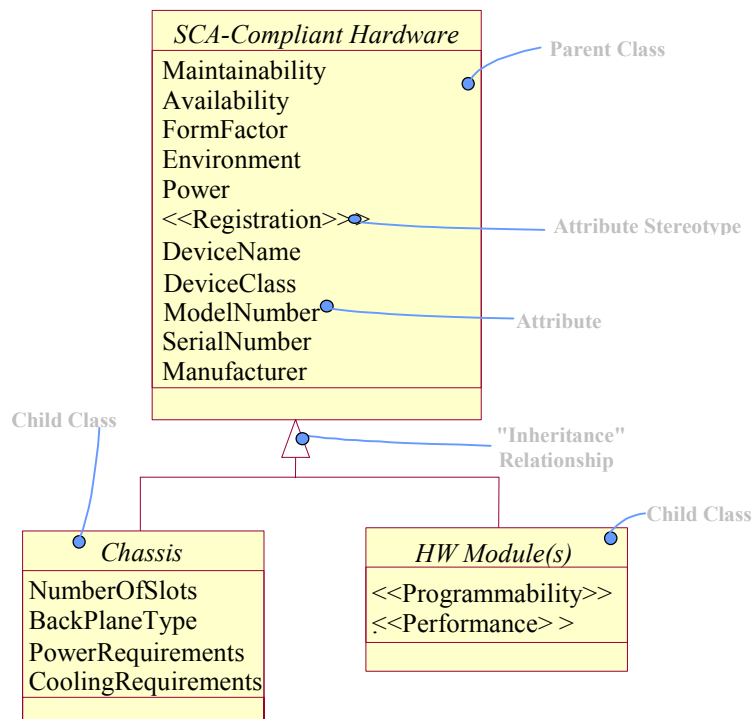 SCA-Compliant Hardware
Parent Class
Maintainability
Availability
FormFactor
Environment
Power
<<Registration>>>
Attribute Stereotype
DeviceName
DeviceClass
ModelNumber
Attribute
SerialNumber
Manufacturer
Child Class
"Inheritance"
Relationship
Child Class
Chassis
NumberOfSlots
BackPlaneType
PowerRequirements
CoolingRequirements
HW Module(s)
<<Programmability>>
.<<Performance> >